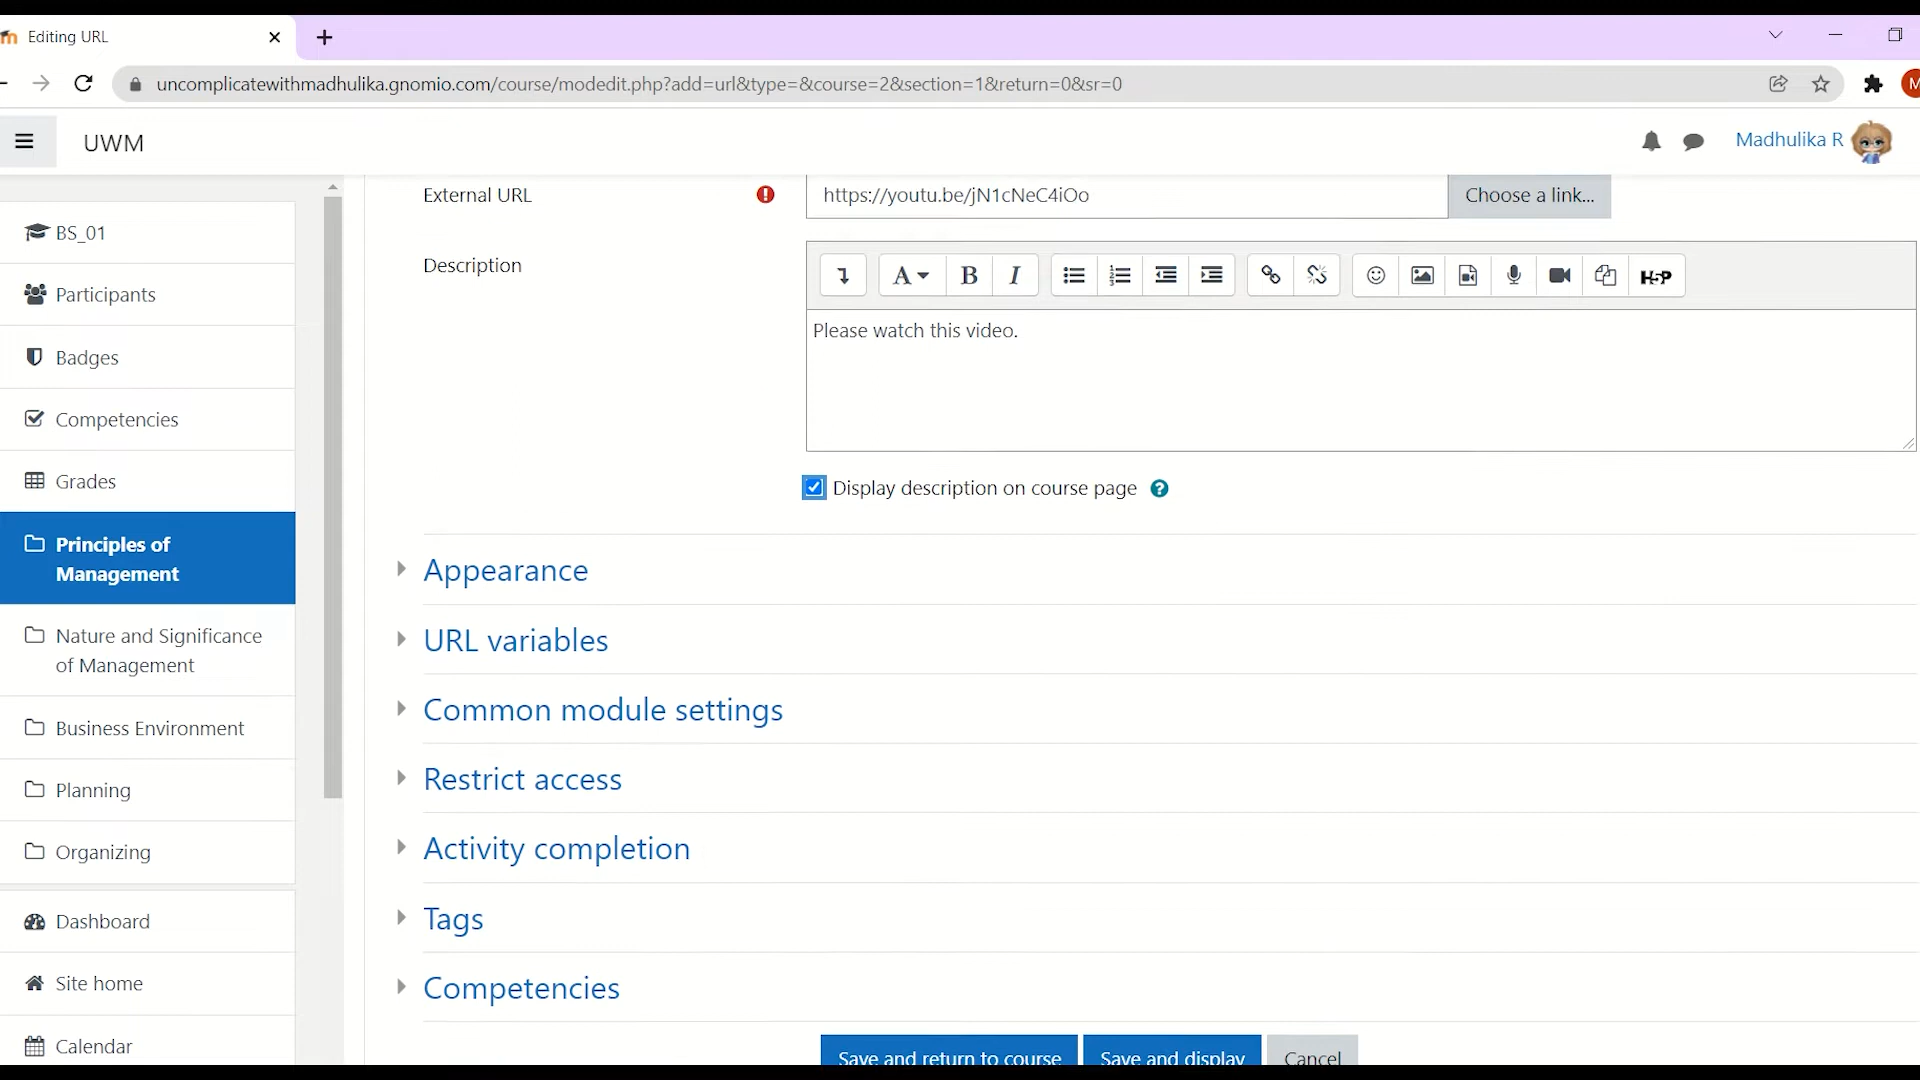 Editing URL
uncomplicatewithmadhulika.gnomio.com/course/modedit.php?add=url&type=&course=2&section=1&return=0&sr=0
M
UWM
Madhulika R
External URL
https://youtu.be/jN1cNeC4iOo
Choose a link...
BS_01
Description
A
B
I
H5P
Participants
Please watch this video.
Badges
Competencies
Grades
Display description on course page
Principles of
Management
Appearance
Nature and Significance
of Management
URL variables
Business Environment
Common module settings
Planning
Restrict access
Organizing
Activity completion
Dashboard
Tags
Site home
Competencies
Calendar
Save and return to course
Save and display
Cancel